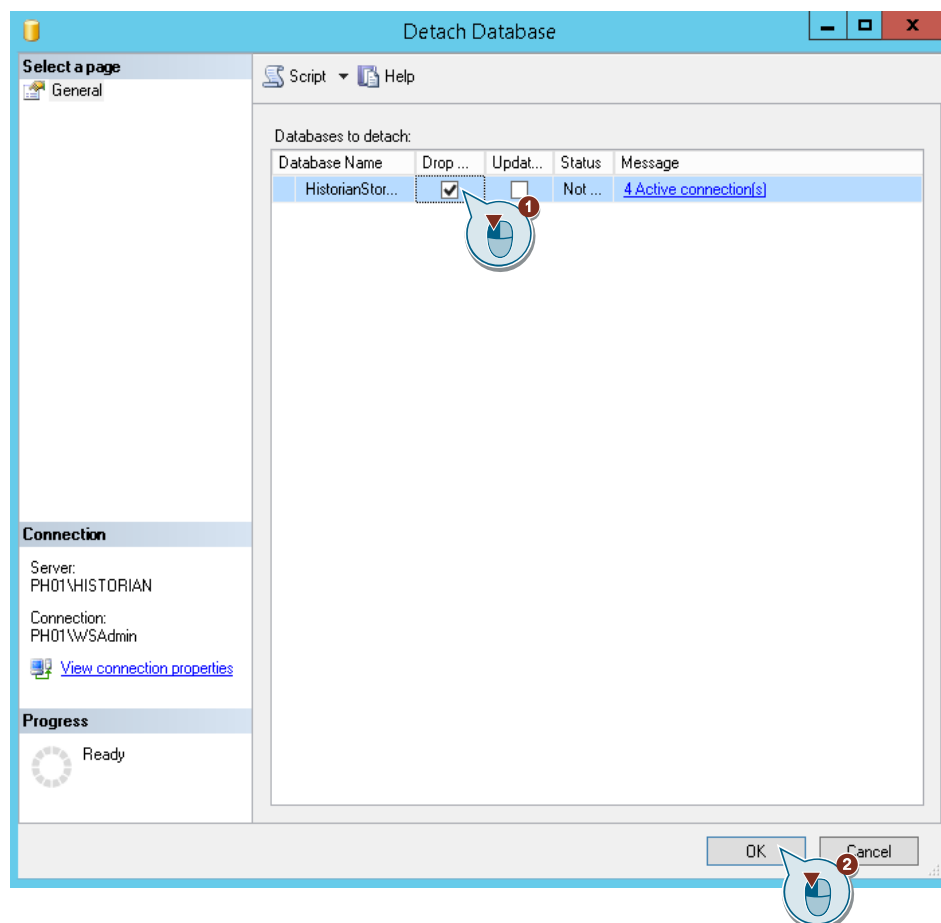 Detach Database
Select a page
General
Script Help
Databases to detach:
Database Name Drop ... Updat... Status Message
HistorianStor... Not ... 4 Active connection(s)
1
Connection
Server:
PH01\HISTORIAN
Connection:
PH01\WSAdmin
View connection properties
Progress
Ready
OK Cancel
2